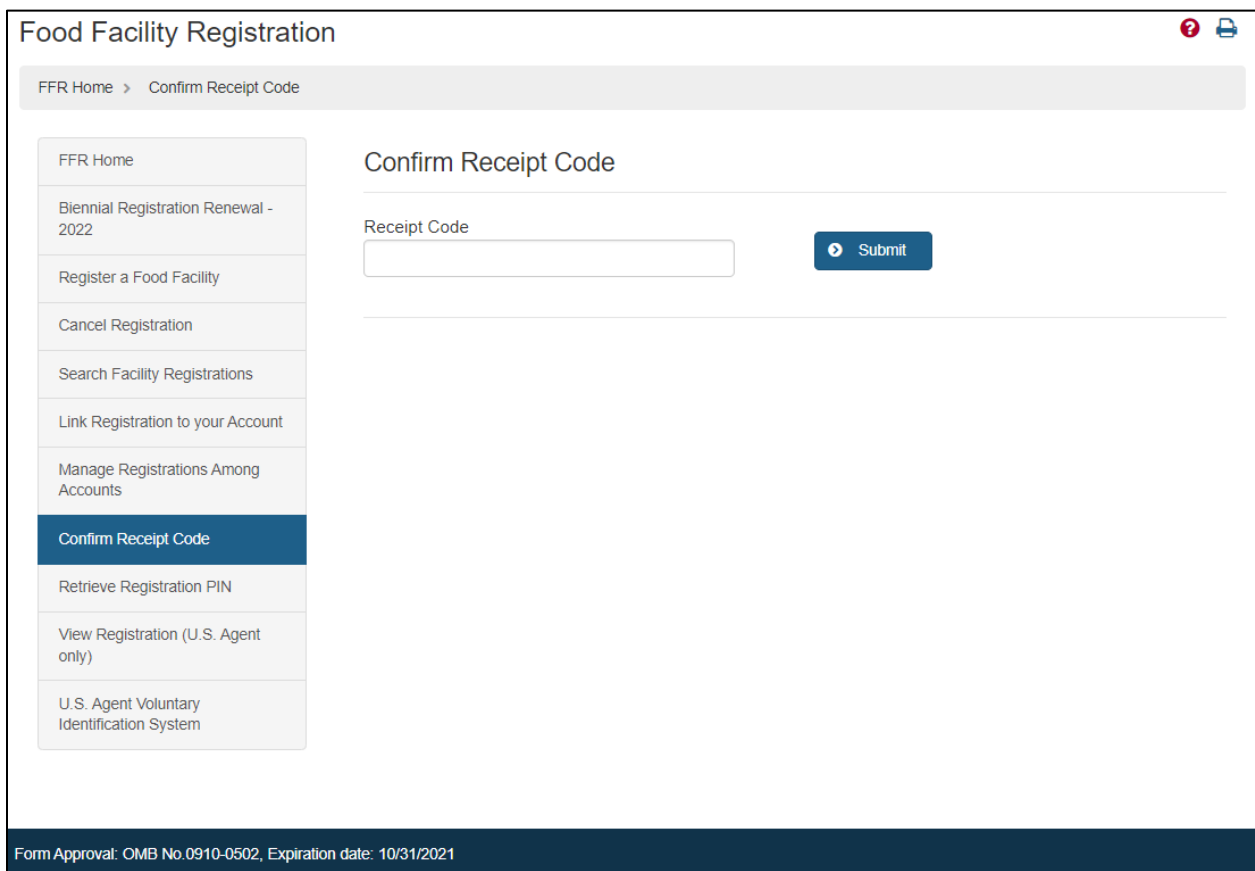 Food Facility Registration
FFR Home > Confirm Receipt Code
FFR Home
Biennial Registration Renewal -
2022
Register a Food Facility
Cancel Registration
Search Facility Registrations
Link Registration to your Account
Manage Registrations Among
Accounts
Confirm Receipt Code
Retrieve Registration PIN
View Registration (U.S. Agent
only)
U.S. Agent Voluntary
Identification System
Confirm Receipt Code
Receipt Code
Submit
Form Approval: OMB No.0910-0502, Expiration date: 10/31/2021